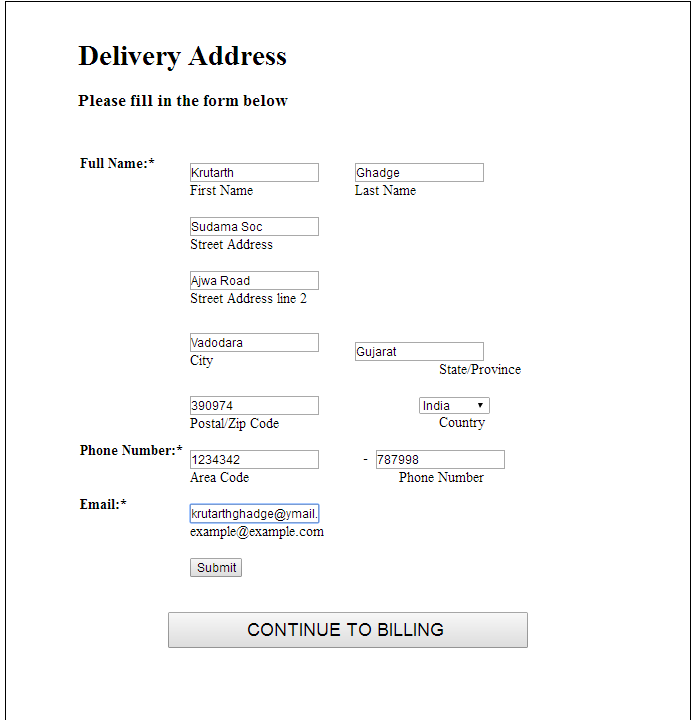 Delivery Address
Please fill in the form below
Full Name:* Krutarth Ghadge
First Name Last Name
Sudama Soc
Street Address
Ajwa Road
Street Address line 2
Vadodara Gujarat
City State/Province
390974 India
Postal/Zip Code Country
Phone Number:* 1234342 - 787998
Area Code Phone Number
Email:* krutarthghadge@ymail.
example@example.com
Submit
CONTINUE TO BILLING